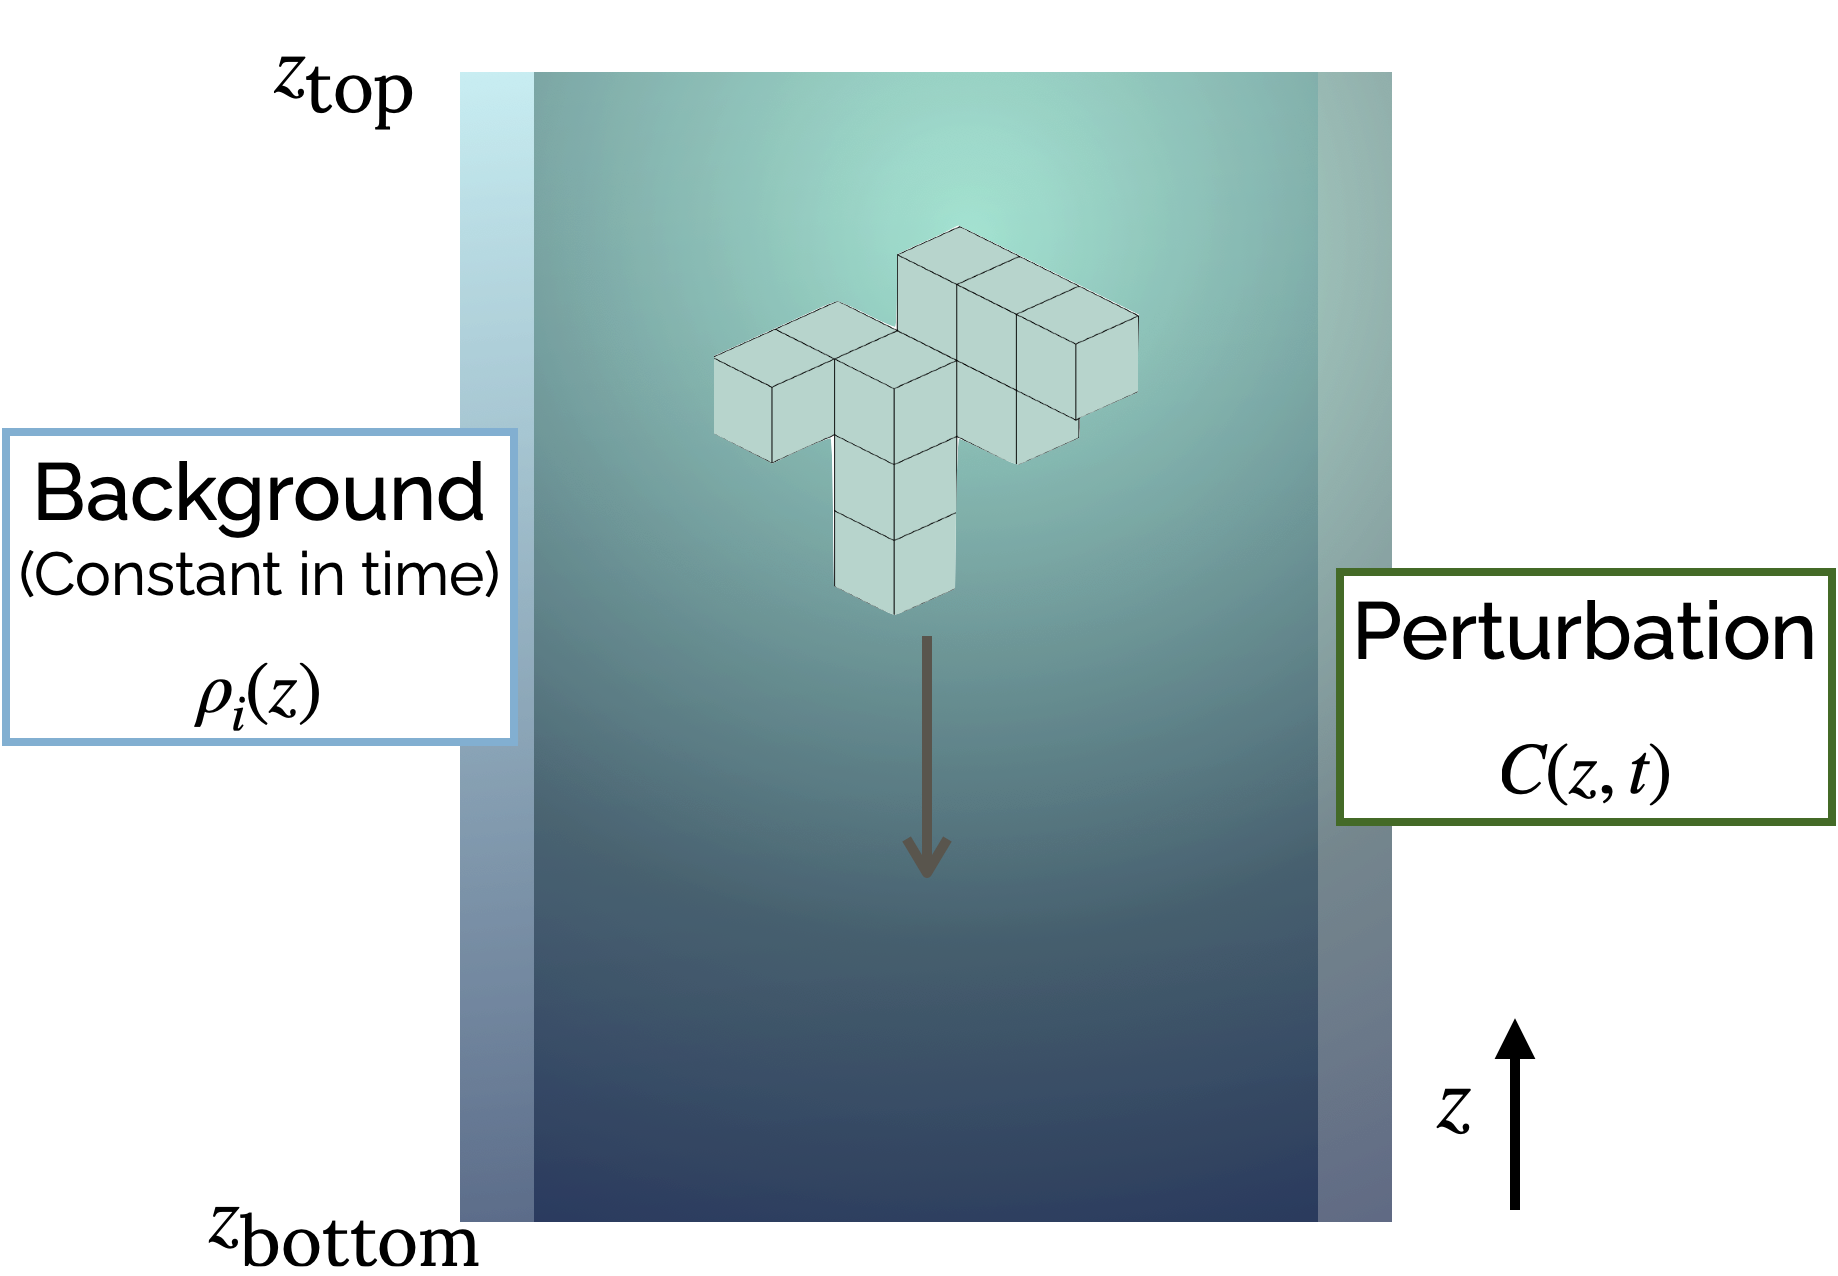 z_top
Background
(Constant in time)
ρ_i(z)
Perturbation
C(z, t)
z
z_bottom